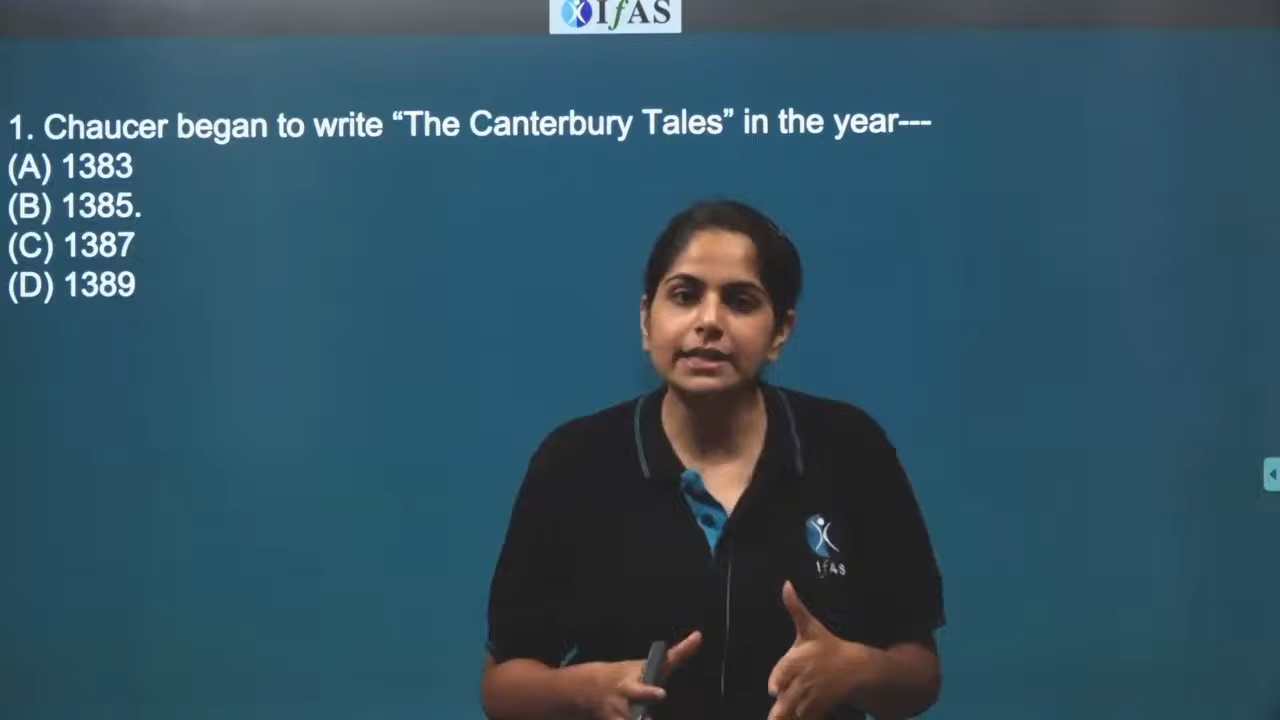 IfAS
1. Chaucer began to write “The Canterbury Tales” in the year---
(A) 1383
(B) 1385.
(C) 1387
(D) 1389
IfAS